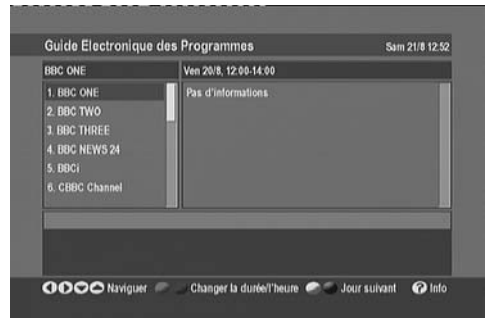 Guide Electronique des Programmes Sam 21/8 12:52
BBC ONE Ven 20/8, 12:00-14:00
1. BBC ONE Pas d'informations
2. BBC TWO
3. BBC THREE
4. BBC NEWS 24
5. BBCi
6. CBBC Channel
Naviguer Changer la durée/l'heure Jour suivant Info